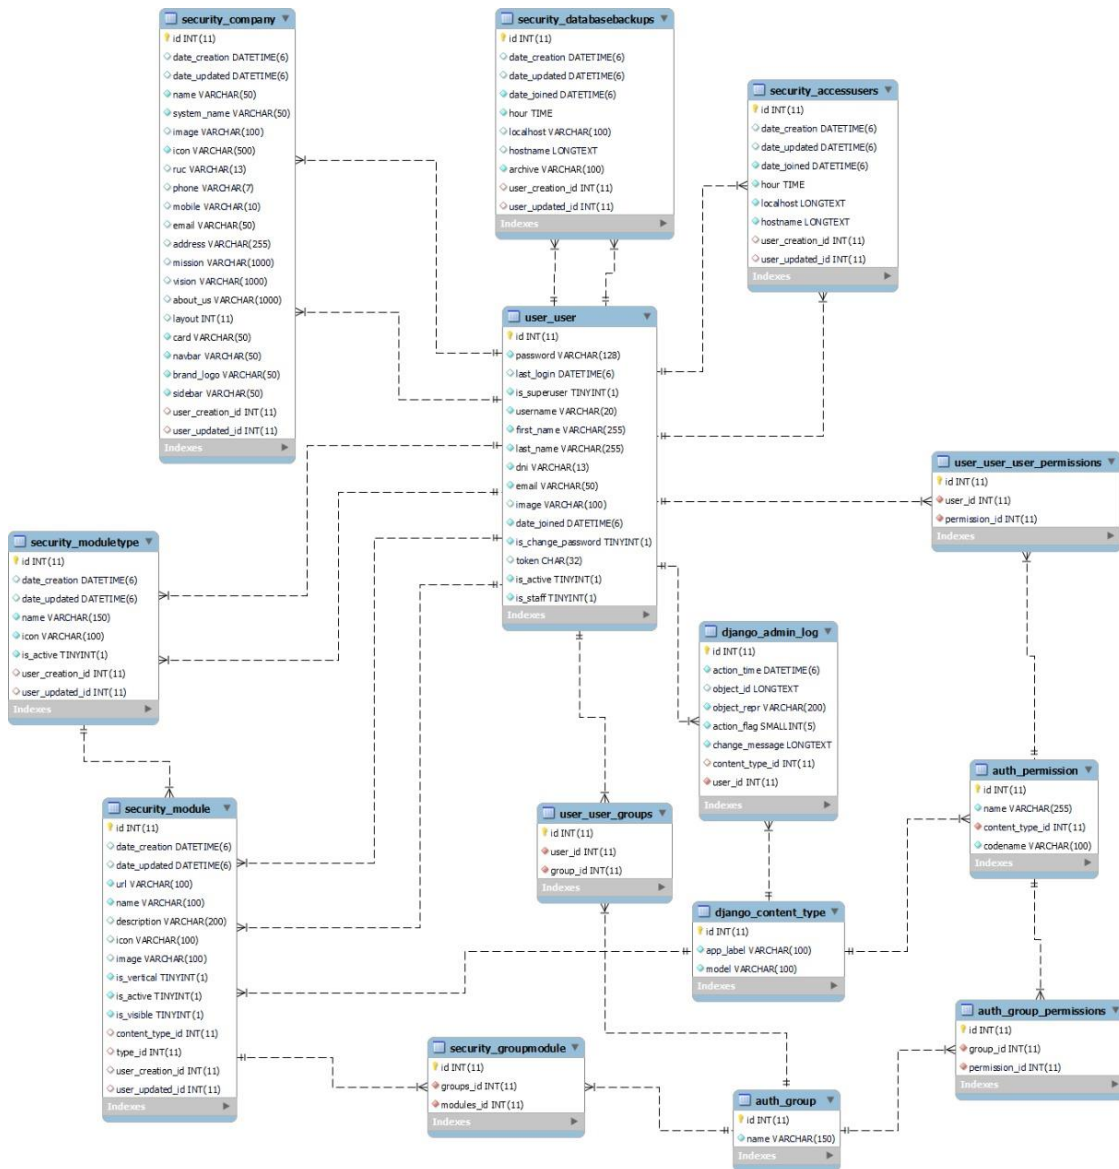 security_company
id INT(11)
date_creation DATETIME(6)
date_updated DATETIME(6)
name VARCHAR(50)
system_name VARCHAR(50)
image VARCHAR(100)
icon VARCHAR(500)
ruc VARCHAR(13)
phone VARCHAR(7)
mobile VARCHAR(10)
email VARCHAR(50)
address VARCHAR(255)
mission VARCHAR(1000)
vision VARCHAR(1000)
about_us VARCHAR(1000)
layout INT(11)
card VARCHAR(50)
navbar VARCHAR(50)
brand_logo VARCHAR(50)
sidebar VARCHAR(50)
user_creation_id INT(11)
user_updated_id INT(11)
Indexes
security_databasebackups
id INT(11)
date_creation DATETIME(6)
date_updated DATETIME(6)
date_joined DATETIME(6)
hour TIME
localhost VARCHAR(100)
hostname LONGTEXT
archive VARCHAR(100)
user_creation_id INT(11)
user_updated_id INT(11)
Indexes
security_accessusers
id INT(11)
date_creation DATETIME(6)
date_updated DATETIME(6)
date_joined DATETIME(6)
hour TIME
localhost LONGTEXT
hostname LONGTEXT
user_creation_id INT(11)
user_updated_id INT(11)
Indexes
user_user
id INT(11)
password VARCHAR(128)
last_login DATETIME(6)
is_superuser TINYINT(1)
username VARCHAR(20)
first_name VARCHAR(255)
last_name VARCHAR(255)
dni VARCHAR(13)
email VARCHAR(50)
image VARCHAR(100)
date_joined DATETIME(6)
is_change_password TINYINT(1)
token CHAR(32)
is_active TINYINT(1)
is_staff TINYINT(1)
Indexes
user_user_user_permissions
id INT(11)
user_id INT(11)
permission_id INT(11)
Indexes
security_moduletype
id INT(11)
date_creation DATETIME(6)
date_updated DATETIME(6)
name VARCHAR(150)
icon VARCHAR(100)
is_active TINYINT(1)
user_creation_id INT(11)
user_updated_id INT(11)
Indexes
django_admin_log
id INT(11)
action_time DATETIME(6)
object_id LONGTEXT
object_repr VARCHAR(200)
action_flag SMALLINT(5)
change_message LONGTEXT
content_type_id INT(11)
user_id INT(11)
Indexes
auth_permission
id INT(11)
name VARCHAR(255)
content_type_id INT(11)
codename VARCHAR(100)
Indexes
security_module
id INT(11)
date_creation DATETIME(6)
date_updated DATETIME(6)
url VARCHAR(100)
name VARCHAR(100)
description VARCHAR(200)
icon VARCHAR(100)
image VARCHAR(100)
is_vertical TINYINT(1)
is_active TINYINT(1)
is_visible TINYINT(1)
content_type_id INT(11)
type_id INT(11)
user_creation_id INT(11)
user_updated_id INT(11)
Indexes
user_user_groups
id INT(11)
user_id INT(11)
group_id INT(11)
Indexes
django_content_type
id INT(11)
app_label VARCHAR(100)
model VARCHAR(100)
Indexes
auth_group_permissions
id INT(11)
group_id INT(11)
permission_id INT(11)
Indexes
security_groupmodule
id INT(11)
groups_id INT(11)
modules_id INT(11)
Indexes
auth_group
id INT(11)
name VARCHAR(150)
Indexes